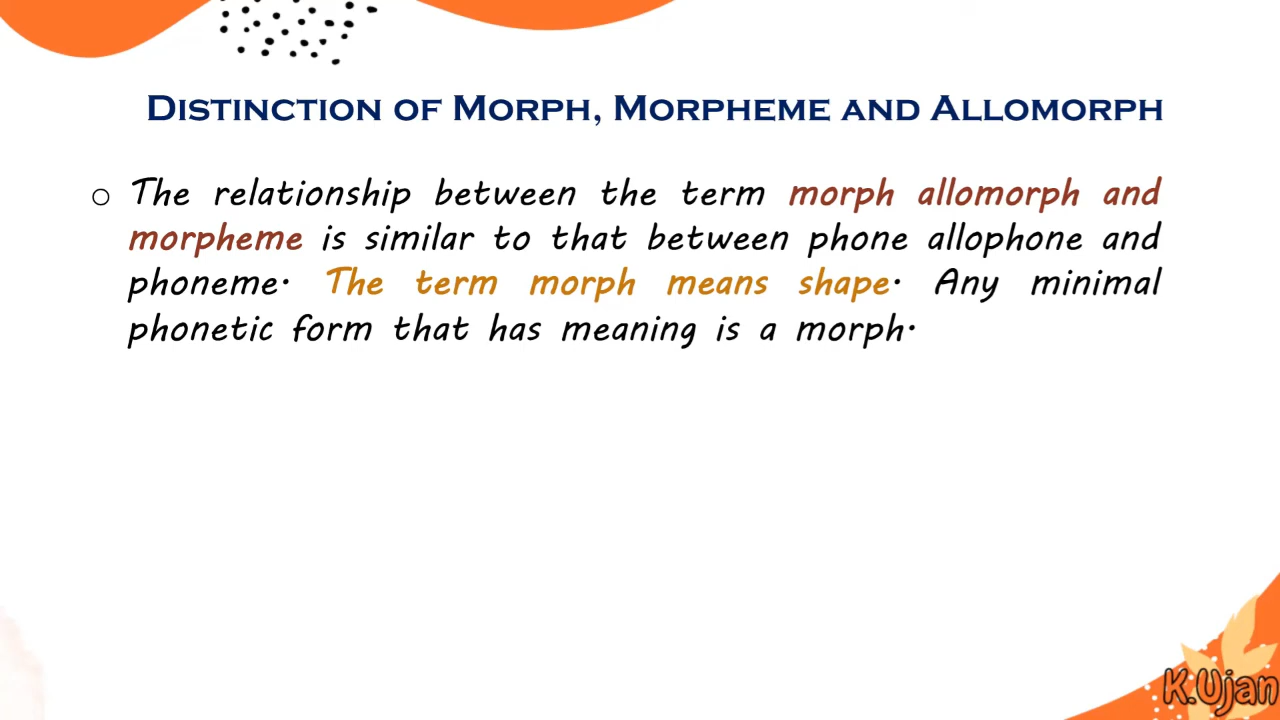 Distinction of Morph, Morpheme and Allomorph
○ The relationship between the term morph allomorph and
morpheme is similar to that between phone allophone and
phoneme. The term morph means shape. Any minimal
phonetic form that has meaning is a morph.
K.Ujan